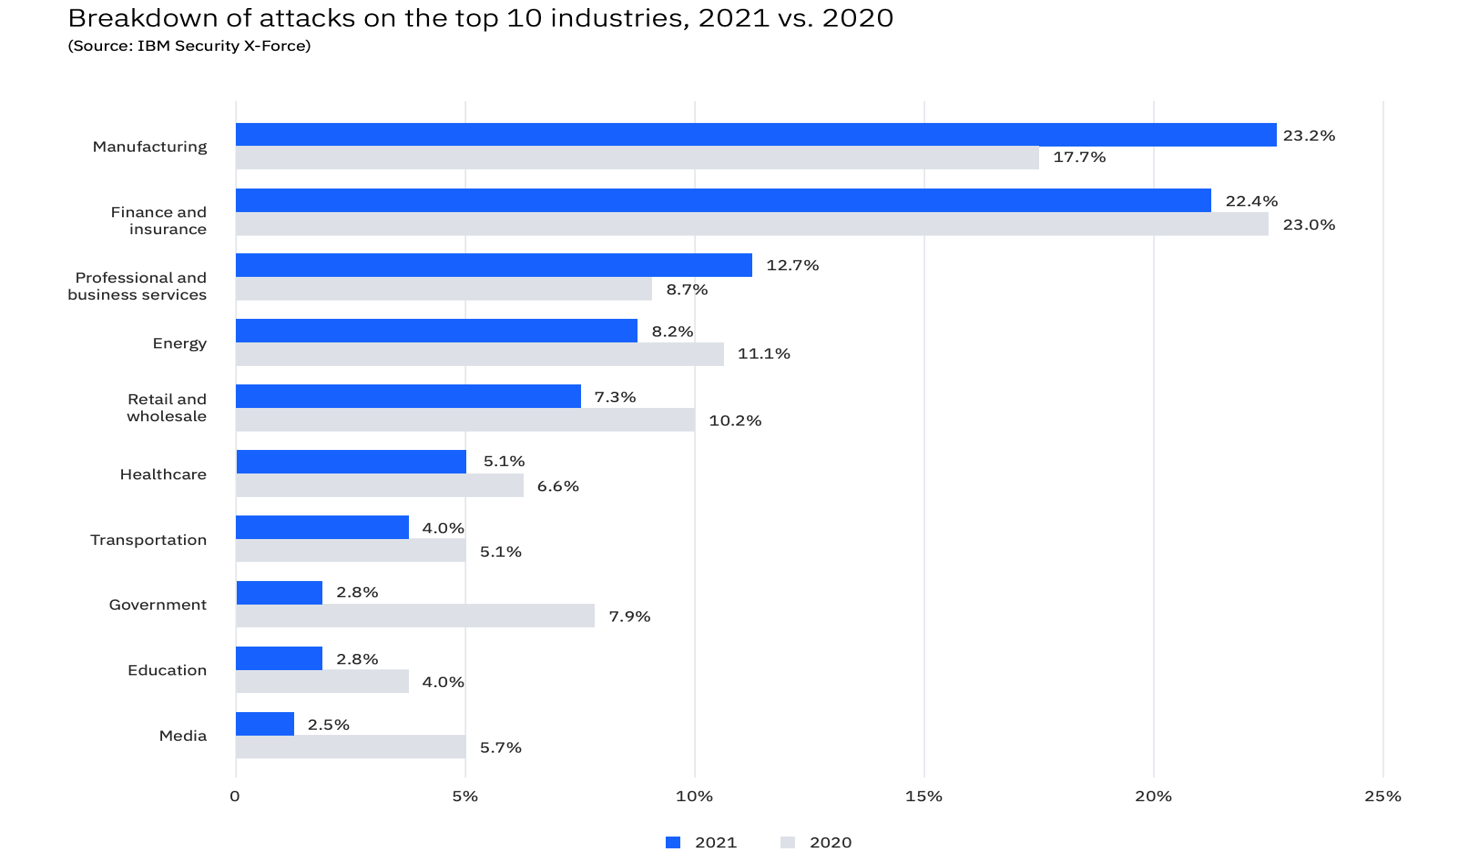 Breakdown of attacks on the top 10 industries, 2021 vs. 2020
(Source: IBM Security X-Force)
Manufacturing
23.2%
17.7%
Finance and
insurance
22.4%
23.0%
Professional and
business services
12.7%
8.7%
Energy
8.2%
11.1%
Retail and
wholesale
7.3%
10.2%
Healthcare
5.1%
6.6%
Transportation
4.0%
5.1%
Government
2.8%
7.9%
Education
2.8%
4.0%
Media
2.5%
5.7%
0 5% 10% 15% 20% 25%
2021 2020